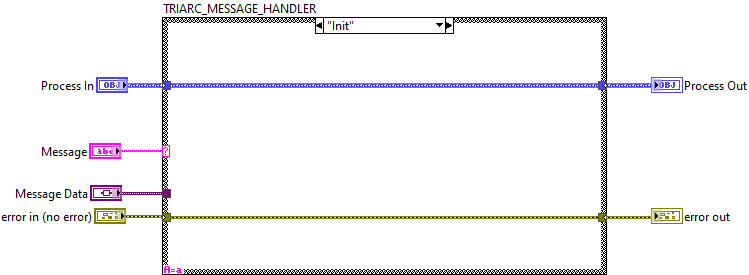 TRIARC_MESSAGE_HANDLER
"Init"
Process In OBJ OBJ Process Out
Message abc ?
Message Data
error in (no error) error out
A=a